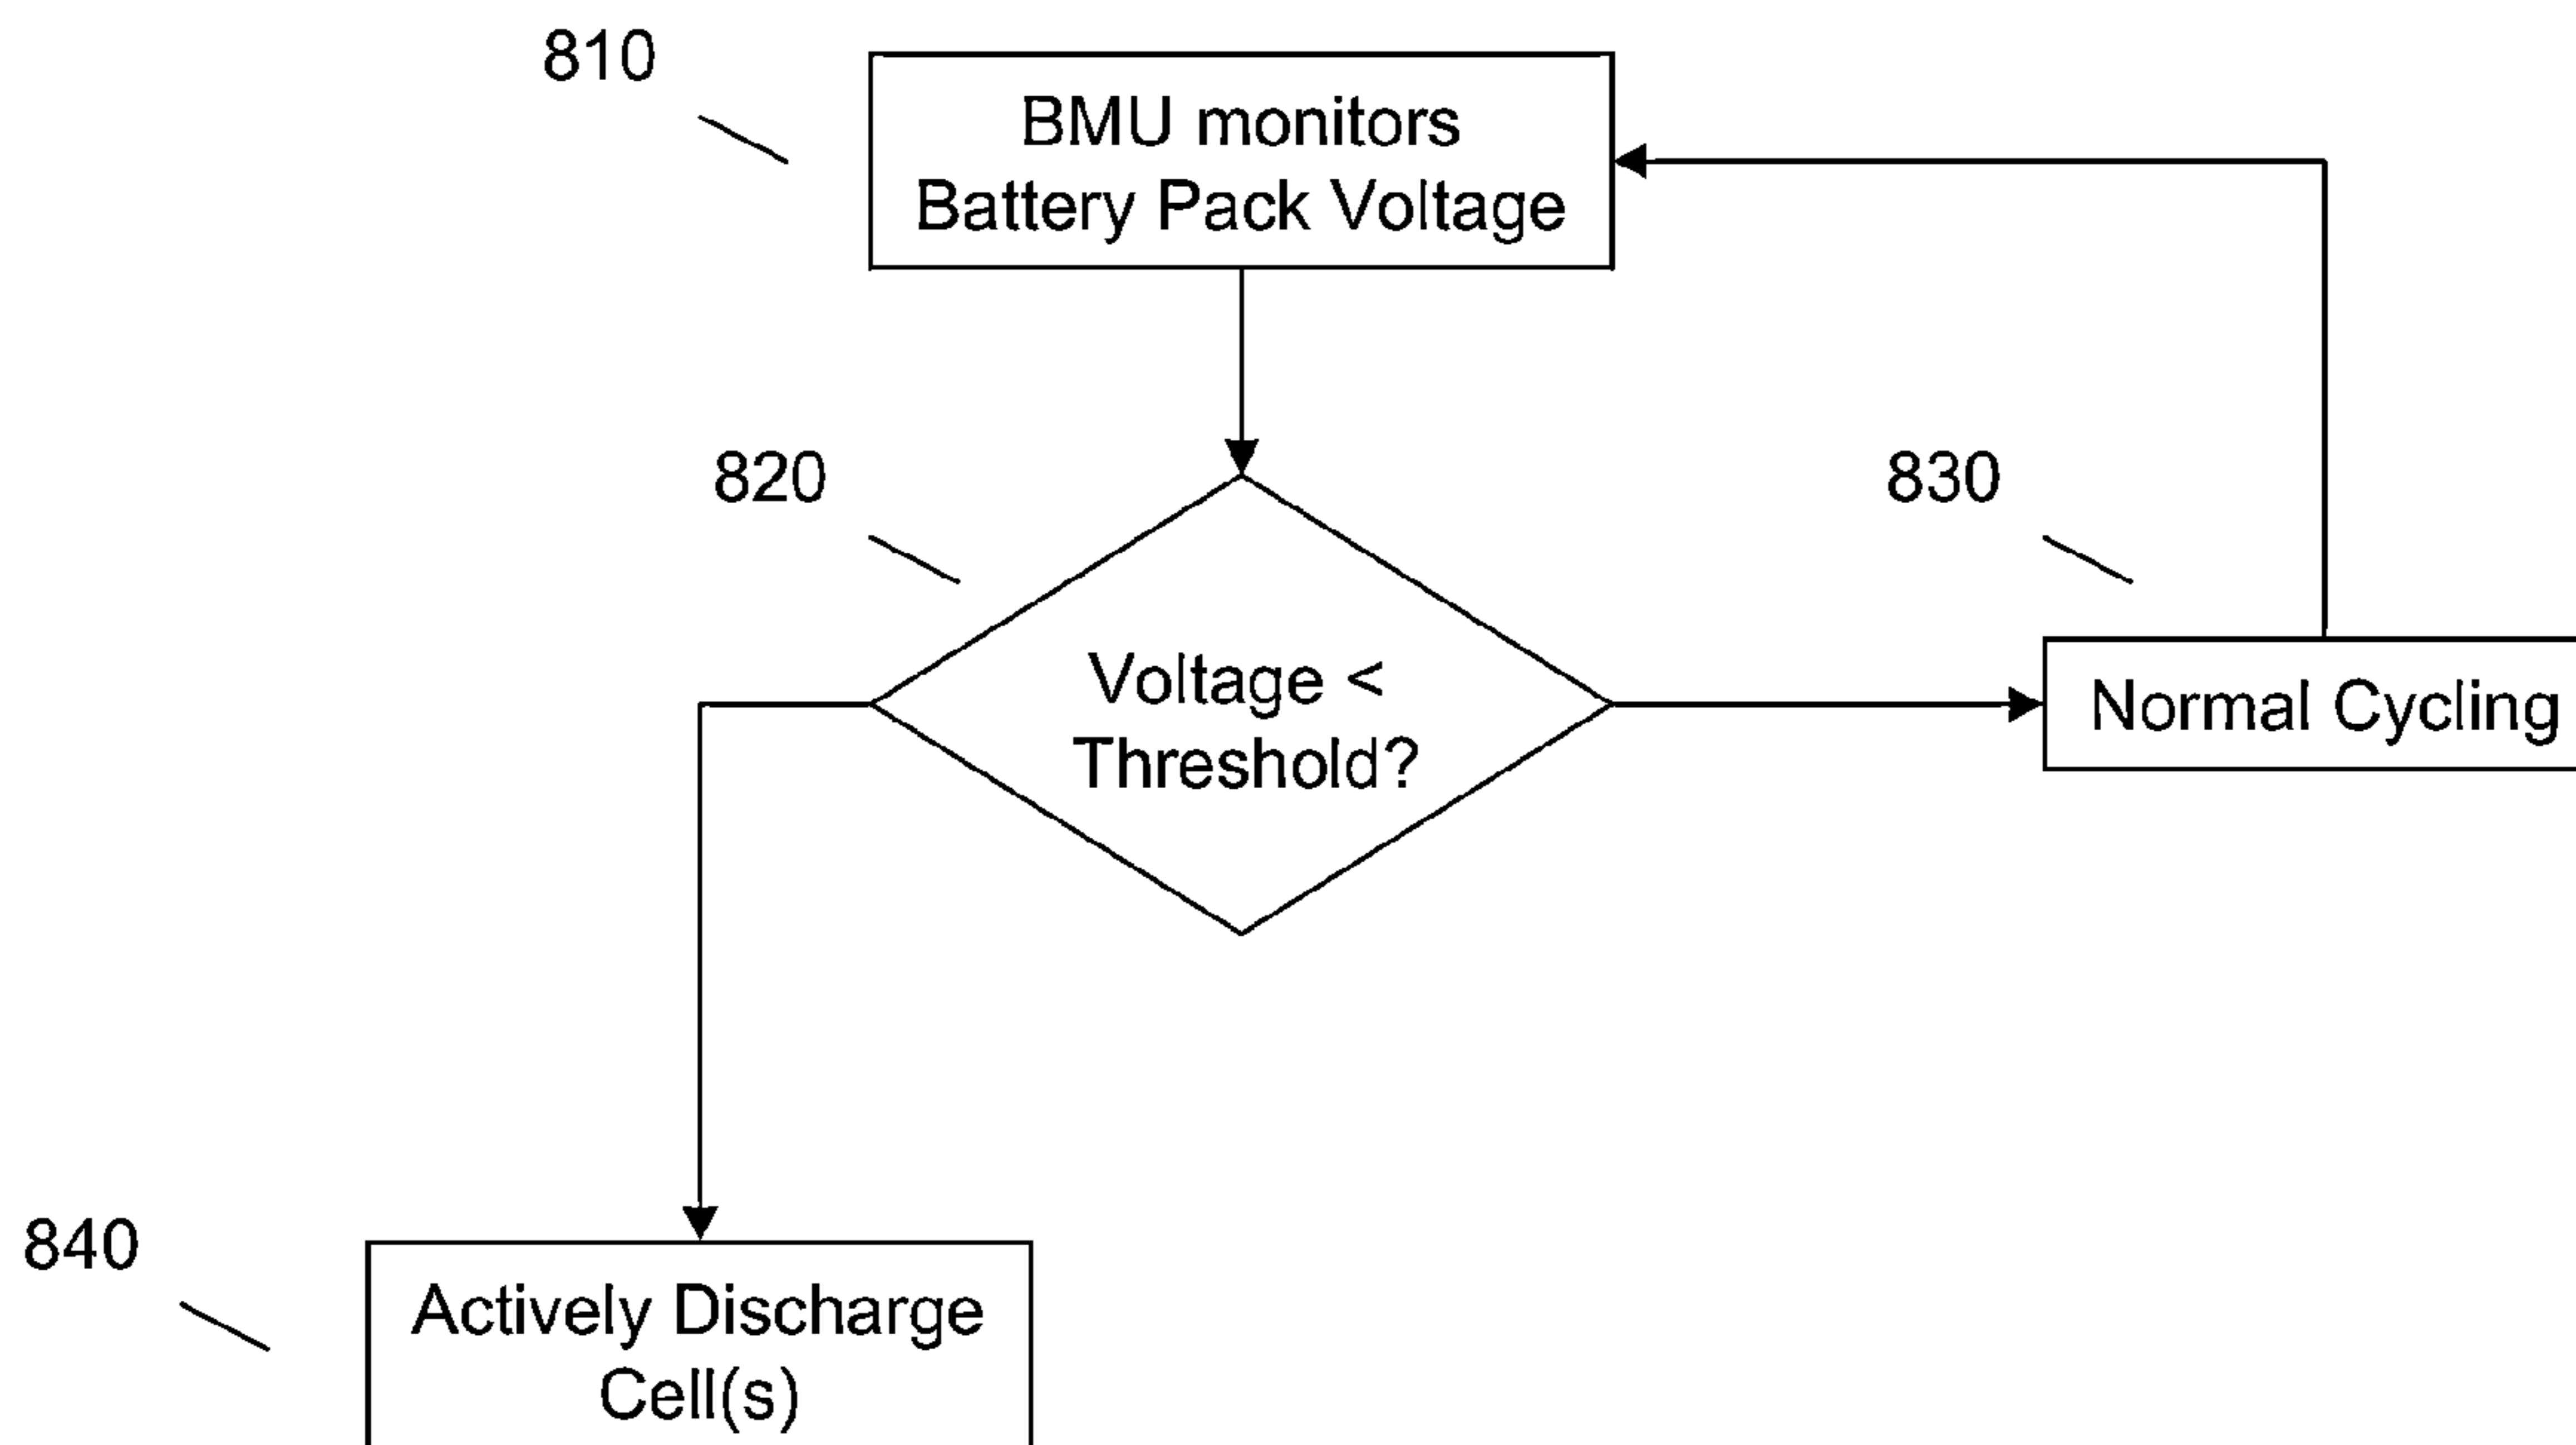 810
BMU monitors
Battery Pack Voltage
820
830
Voltage <
Threshold?
Normal Cycling
840
Actively Discharge
Cell(s)